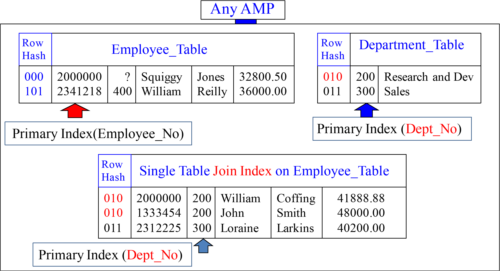 Any AMP
Row Hash Employee_Table
000 2000000 ? Squiggy Jones 32800.50
101 2341218 400 William Reilly 36000.00
Primary Index(Employee_No)
Row Hash Department_Table
010 200 Research and Dev
011 300 Sales
Primary Index (Dept_No)
Row Hash Single Table Join Index on Employee_Table
010 2000000 200 William Coffing 41888.88
010 1333454 200 John Smith 48000.00
011 2312225 300 Loraine Larkins 40200.00
Primary Index (Dept_No)